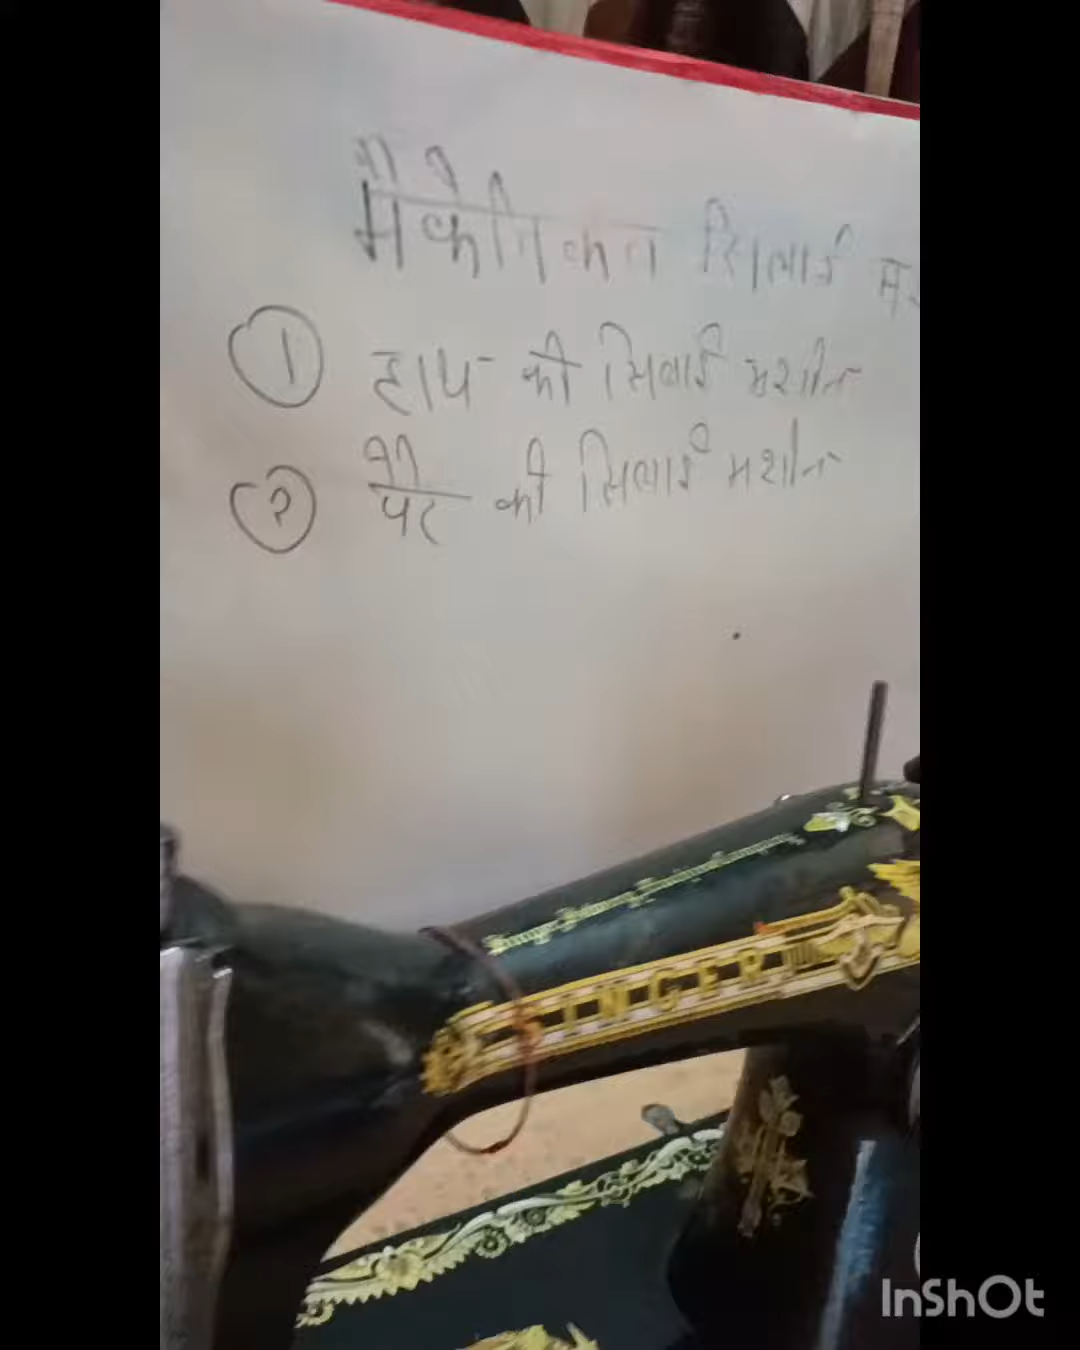 मैकेनिकल सिलाई
① हाथ की सिलाई मशीन
② पैर की सिलाई मशीन
SINGER
InShOt